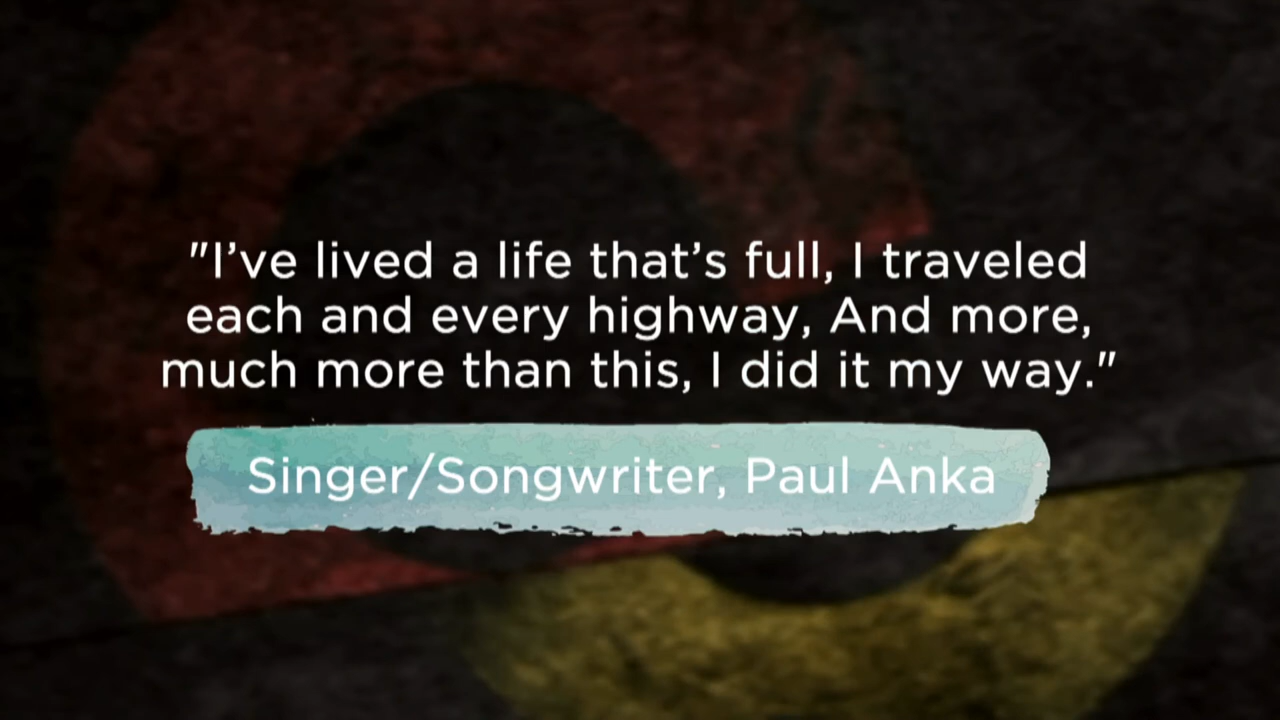 "I’ve lived a life that’s full, I traveled
each and every highway, And more,
much more than this, I did it my way."
Singer/Songwriter, Paul Anka